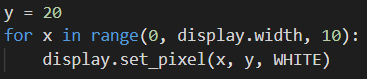 y = 20
for x in range(0, display.width, 10):
    display.set_pixel(x, y, WHITE)